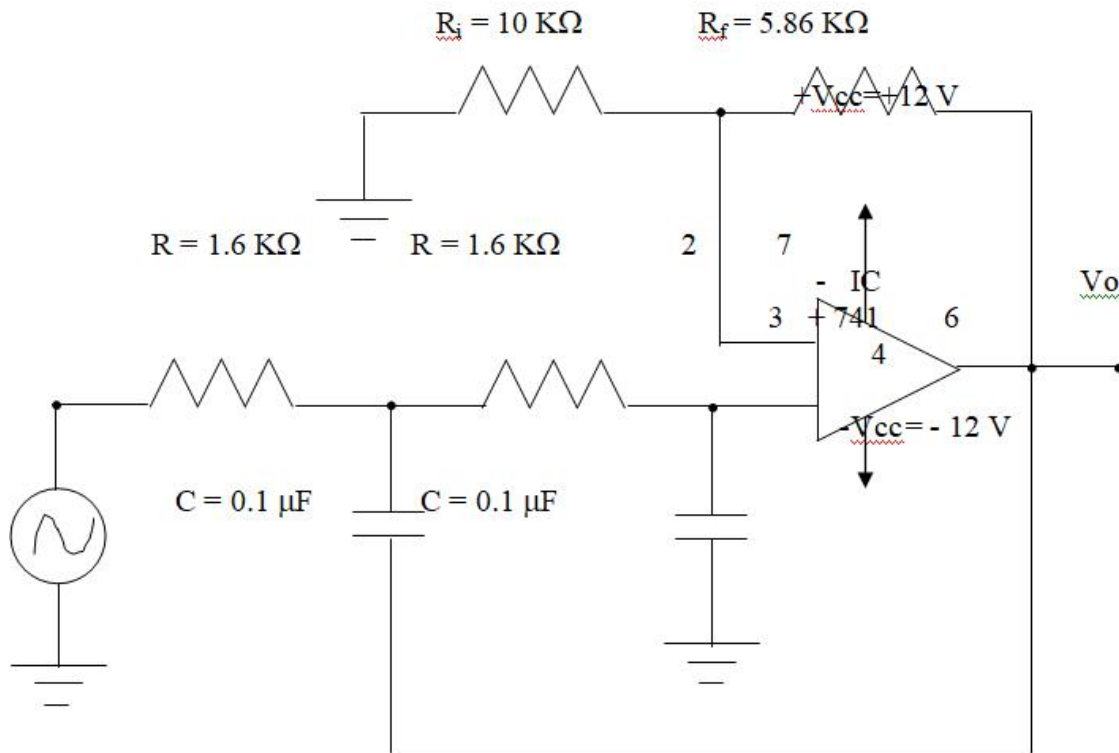 Ri = 10 KΩ Rf = 5.86 KΩ
+Vcc=+12 V
R = 1.6 KΩ R = 1.6 KΩ 2 7
- IC Vo
3 + 741 6
4
-Vcc= - 12 V
C = 0.1 μF C = 0.1 μF